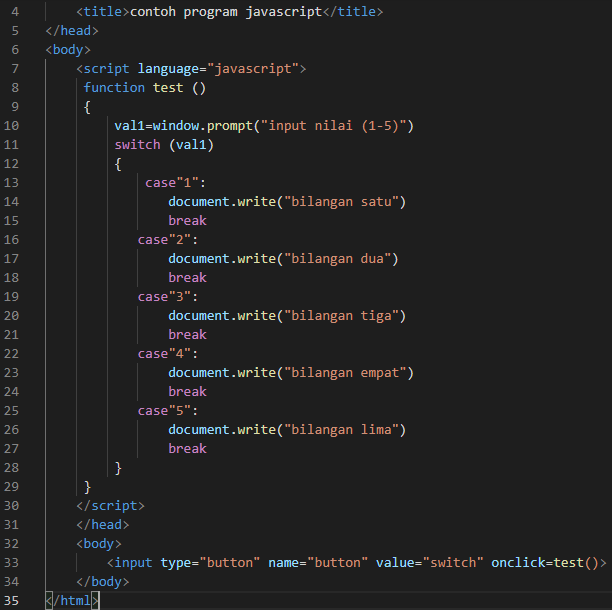 4 <title>contoh program javascript</title>
5 </head>
6 <body>
7 <script language="javascript">
8 function test ()
9 {
10 val1=window.prompt("input nilai (1-5)")
11 switch (val1)
12 {
13 case"1":
14 document.write("bilangan satu")
15 break
16 case"2":
17 document.write("bilangan dua")
18 break
19 case"3":
20 document.write("bilangan tiga")
21 break
22 case"4":
23 document.write("bilangan empat")
24 break
25 case"5":
26 document.write("bilangan lima")
27 break
28 }
29 }
30 </script>
31 </head>
32 <body>
33 <input type="button" name="button" value="switch" onclick=test()>
34 </body>
35 </html>